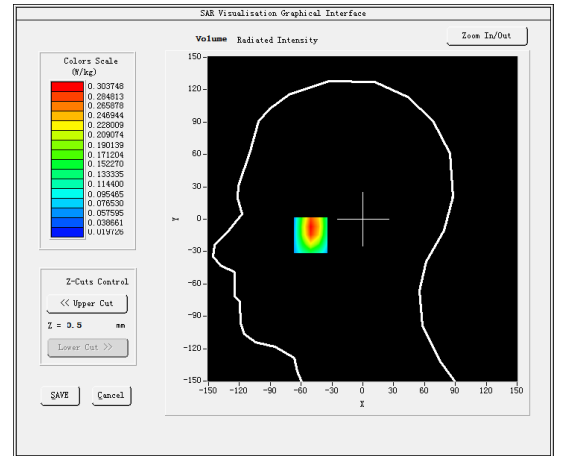 SAR Visualisation Graphical Interface
Volume Radiated Intensity
Zoom In/Out
Colors Scale
(W/kg)
0.303748
0.284813
0.265878
0.246944
0.228009
0.209074
0.190139
0.171204
0.152270
0.133335
0.114400
0.095465
0.076530
0.057595
0.038661
0.019726
Z-Cuts Control
<< Upper Cut
Z = 3.5 mm
Lower Cut >>
SAVE Cancel
150
120
90
60
30
0
-30
-60
-90
-120
-150
Y
-150 -120 -90 -60 -30 0 30 60 90 120 150
X